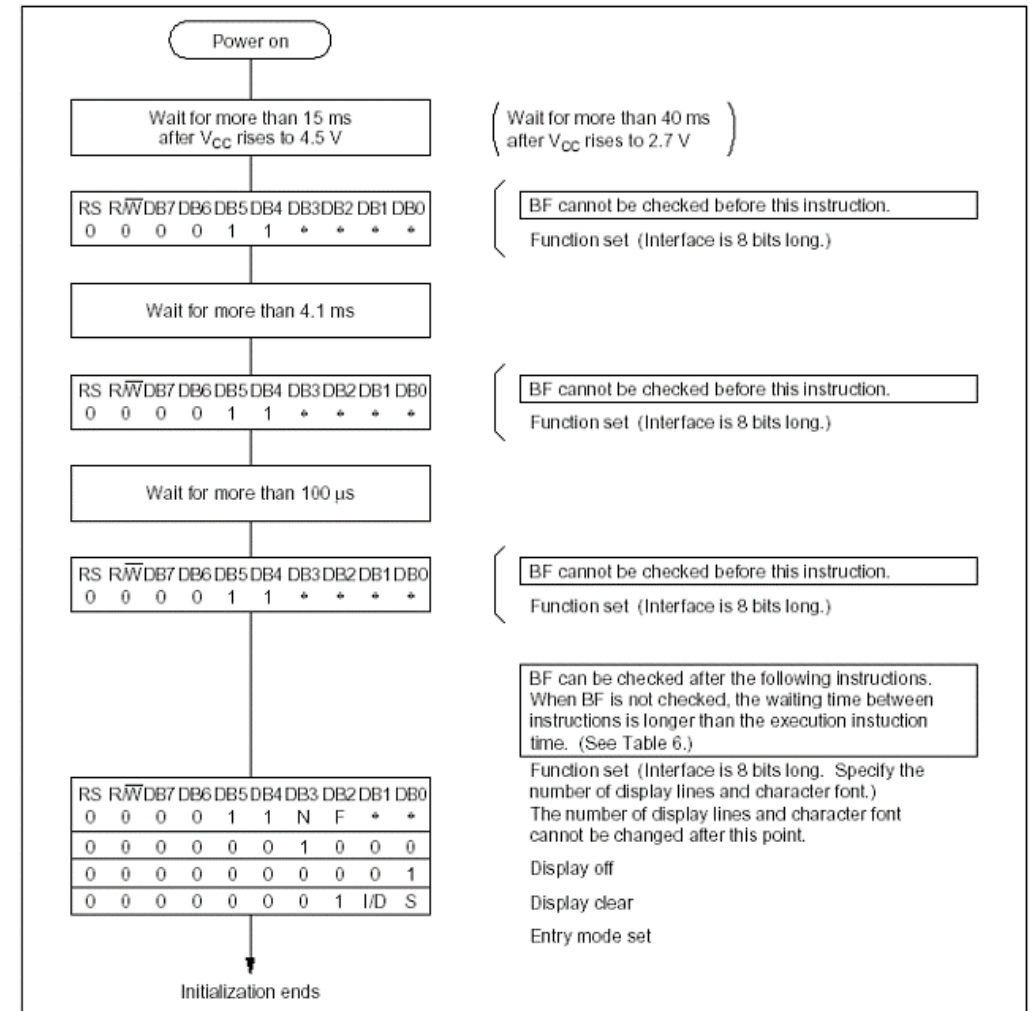 Power on
Wait for more than 15 ms
after VCC rises to 4.5 V
Wait for more than 40 ms
after VCC rises to 2.7 V
RS R/W̅ DB7 DB6 DB5 DB4 DB3 DB2 DB1 DB0
0 0 0 0 1 1 * * * *
BF cannot be checked before this instruction.
Function set (Interface is 8 bits long.)
Wait for more than 4.1 ms
RS R/W̅ DB7 DB6 DB5 DB4 DB3 DB2 DB1 DB0
0 0 0 0 1 1 * * * *
BF cannot be checked before this instruction.
Function set (Interface is 8 bits long.)
Wait for more than 100 µs
RS R/W̅ DB7 DB6 DB5 DB4 DB3 DB2 DB1 DB0
0 0 0 0 1 1 * * * *
BF cannot be checked before this instruction.
Function set (Interface is 8 bits long.)
BF can be checked after the following instructions.
When BF is not checked, the waiting time between
instructions is longer than the execution instuction
time. (See Table 6.)
RS R/W̅ DB7 DB6 DB5 DB4 DB3 DB2 DB1 DB0
0 0 0 0 1 1 N F * *
0 0 0 0 0 0 1 0 0 0
0 0 0 0 0 0 0 0 0 1
0 0 0 0 0 0 0 1 I/D S
Function set (Interface is 8 bits long. Specify the
number of display lines and character font.)
The number of display lines and character font
cannot be changed after this point.
Display off
Display clear
Entry mode set
Initialization ends